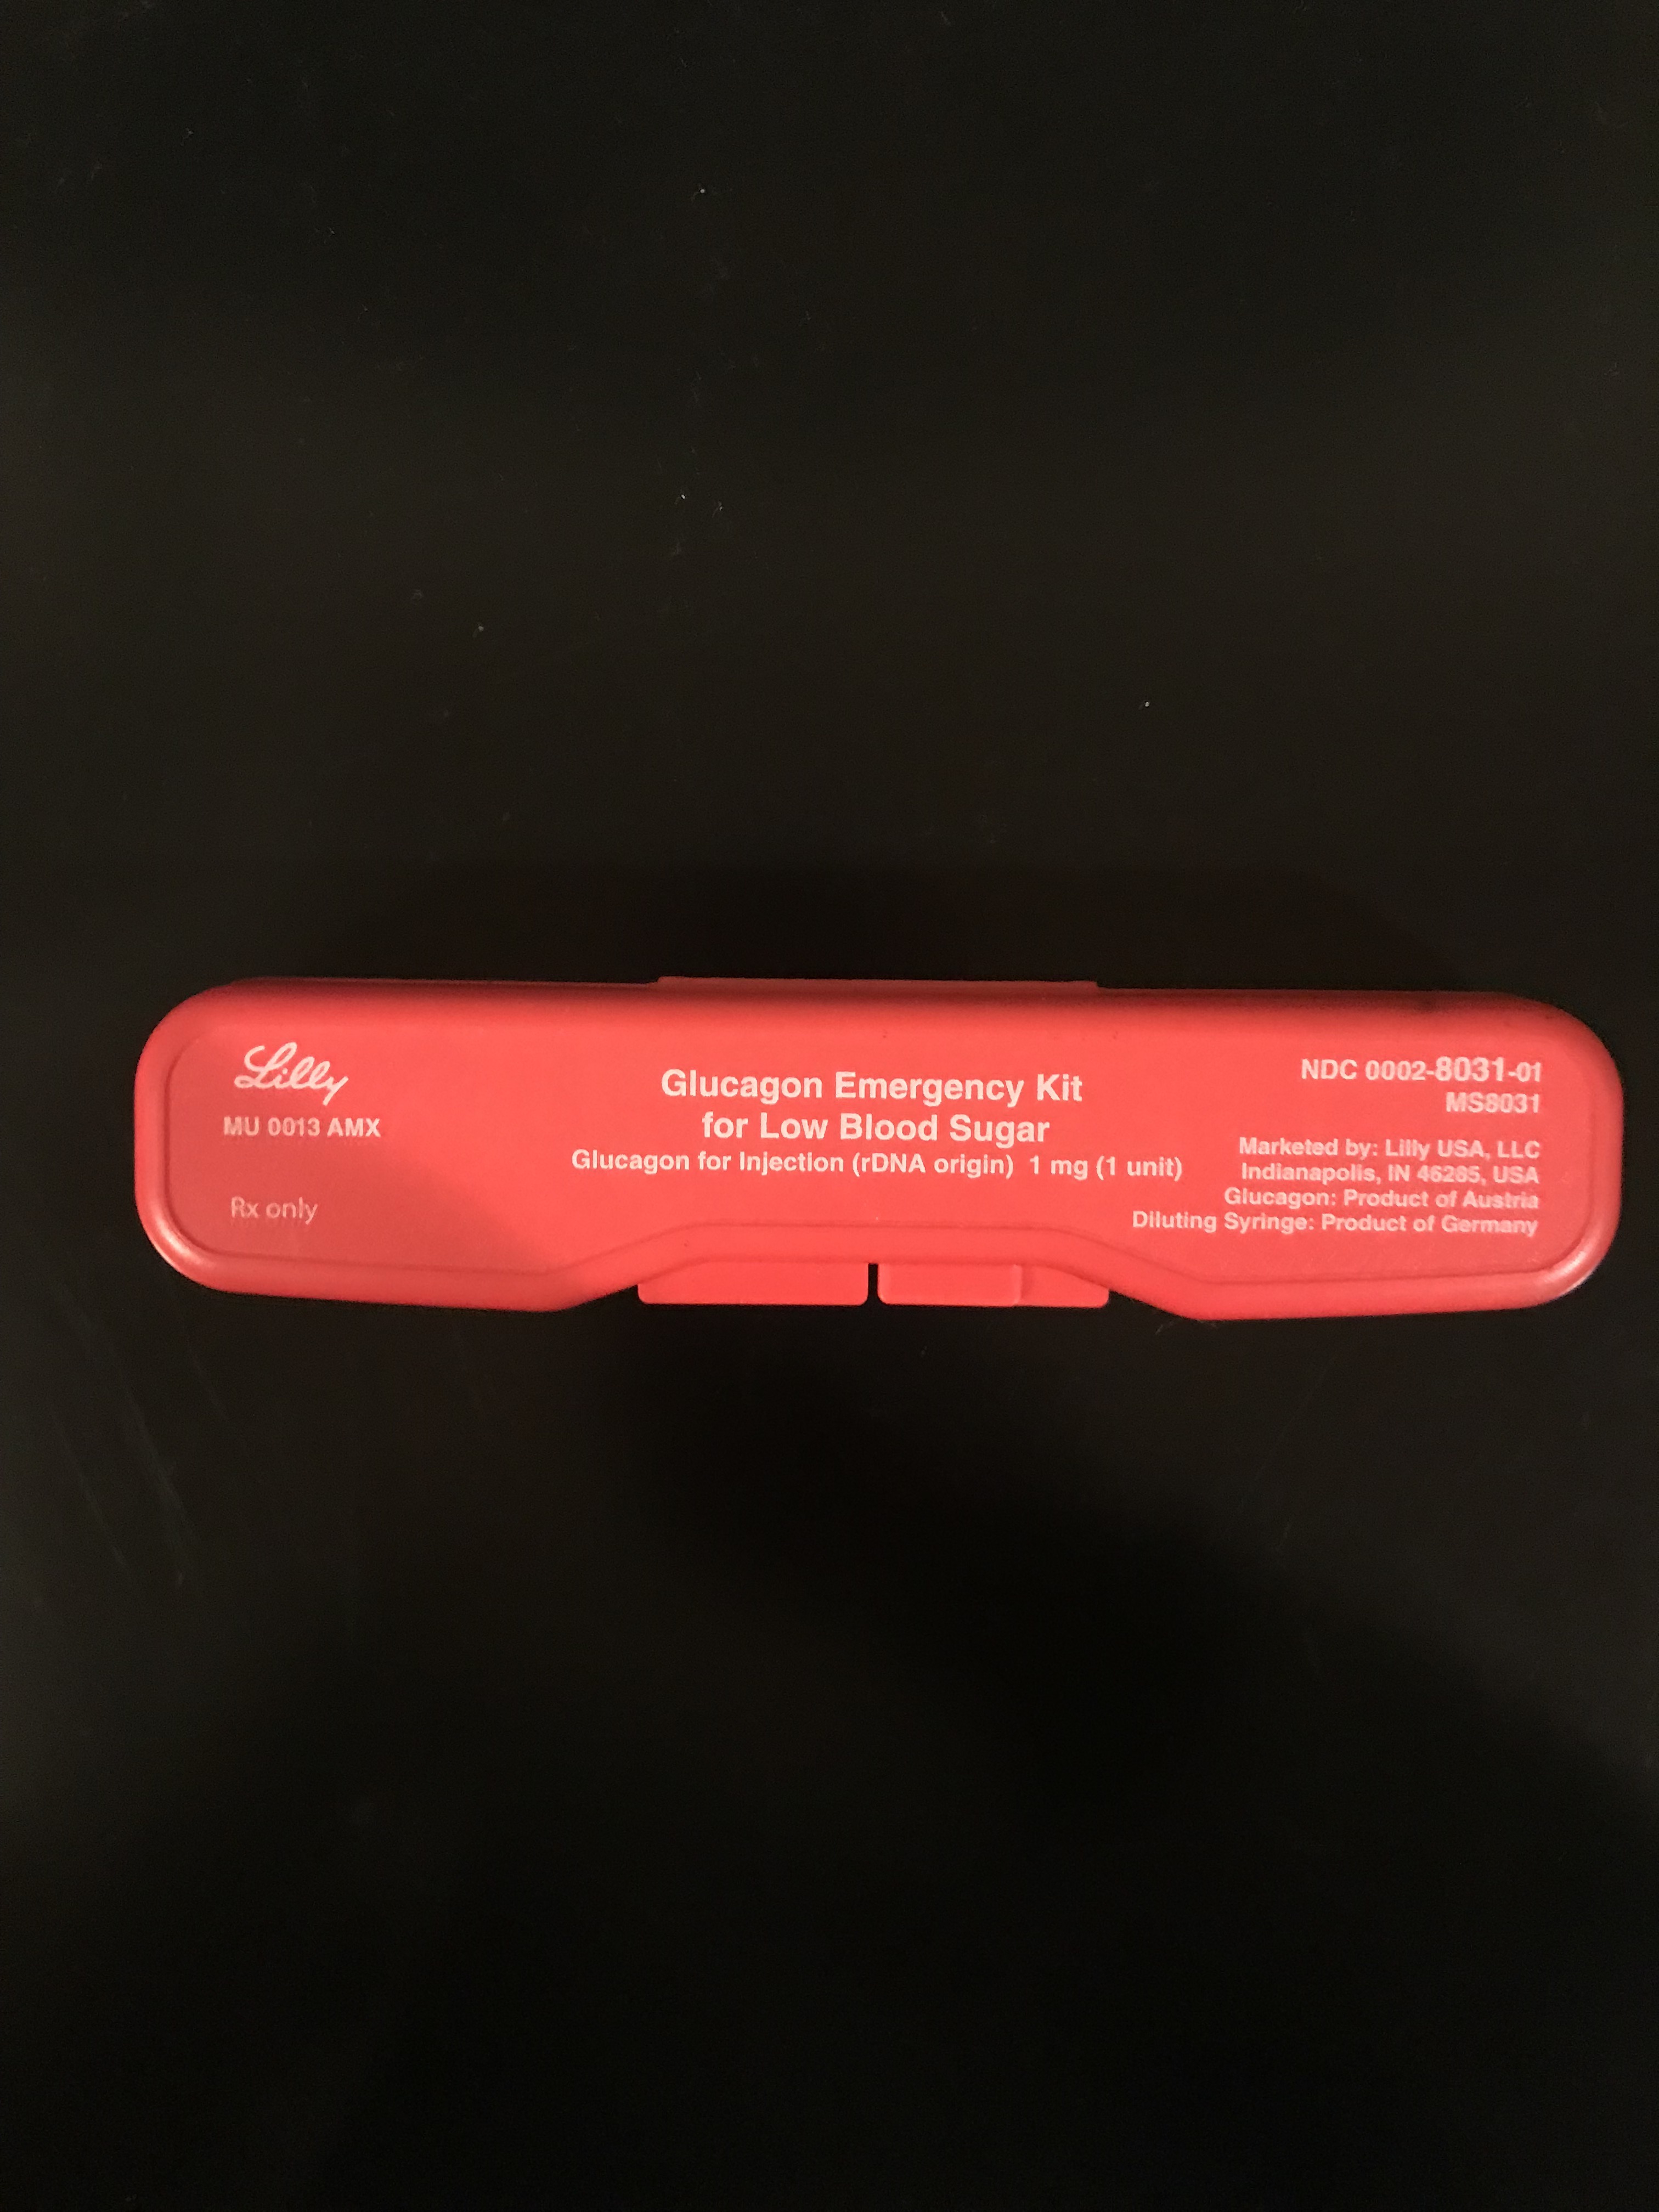 Lilly
MU 0013 AMX
Rx only
Glucagon Emergency Kit
for Low Blood Sugar
Glucagon for Injection (rDNA origin) 1 mg (1 unit)
NDC 0002-8031-01
MS8031
Marketed by: Lilly USA, LLC
Indianapolis, IN 46285, USA
Glucagon: Product of Austria
Diluting Syringe: Product of Germany